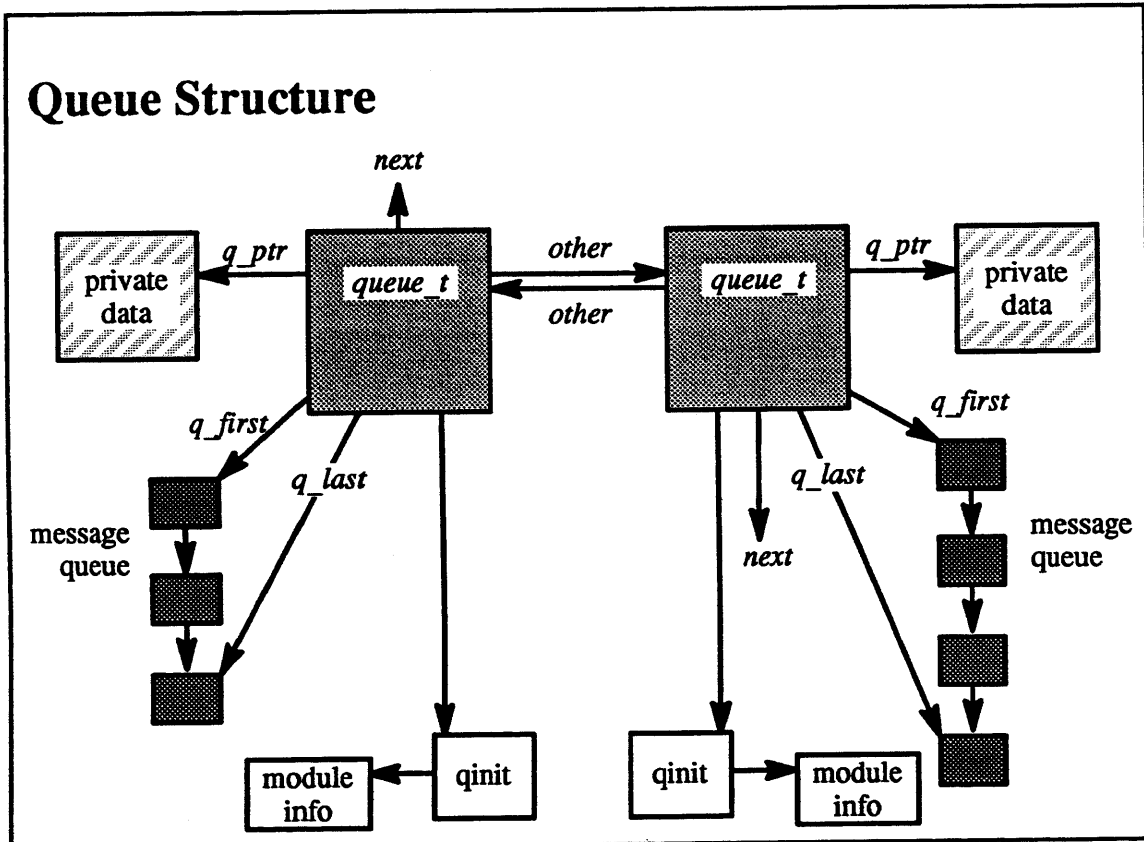 Queue Structure
next
q_ptr
other
q_ptr
private
data
queue_t
queue_t
private
data
other
q_first
q_first
q_last
q_last
message
queue
next
message
queue
module
info
qinit
qinit
module
info